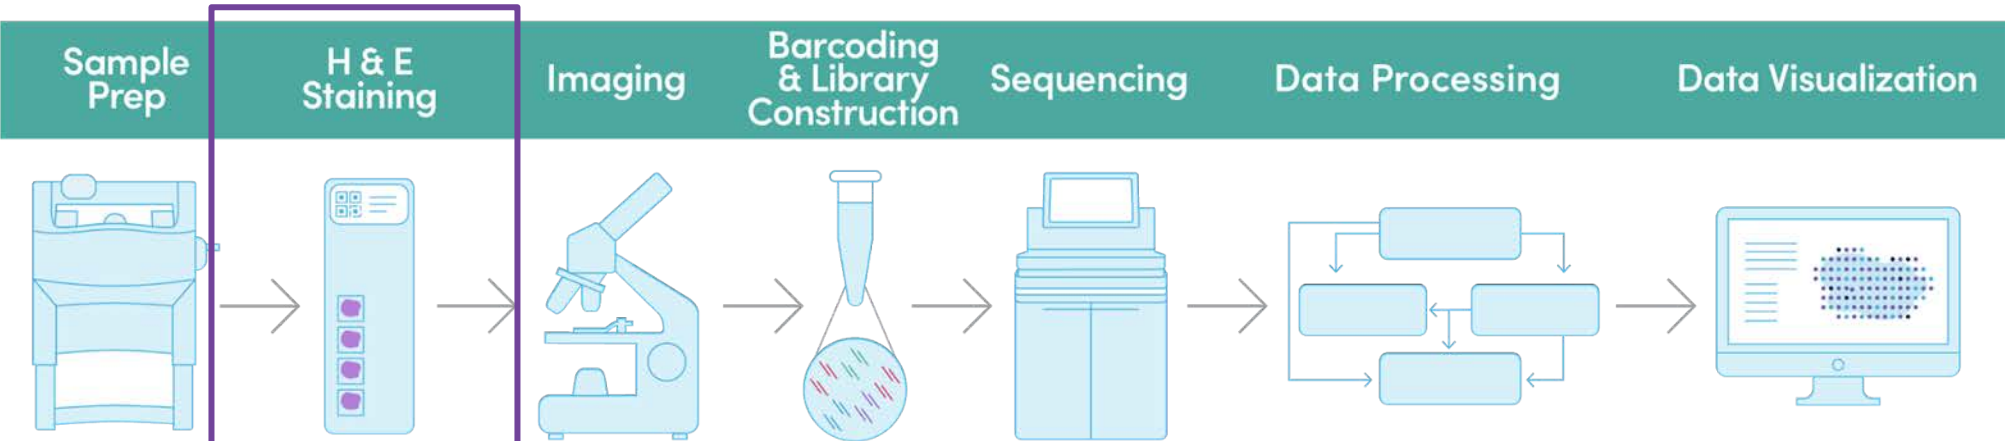 Sample
Prep
H & E
Staining
Imaging
Barcoding
& Library
Construction
Sequencing
Data Processing
Data Visualization